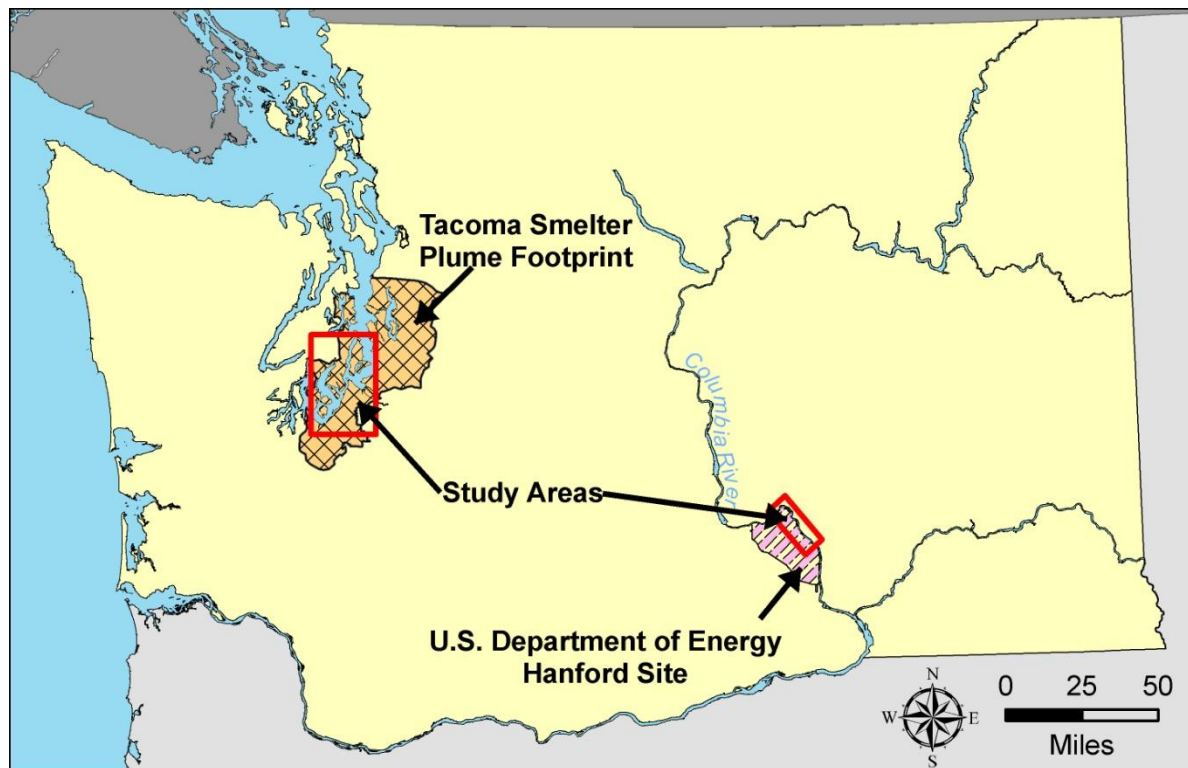 Tacoma Smelter
Plume Footprint
Columbia River
Study Areas
U.S. Department of Energy
Hanford Site
N
W
E
S
0 25 50
Miles